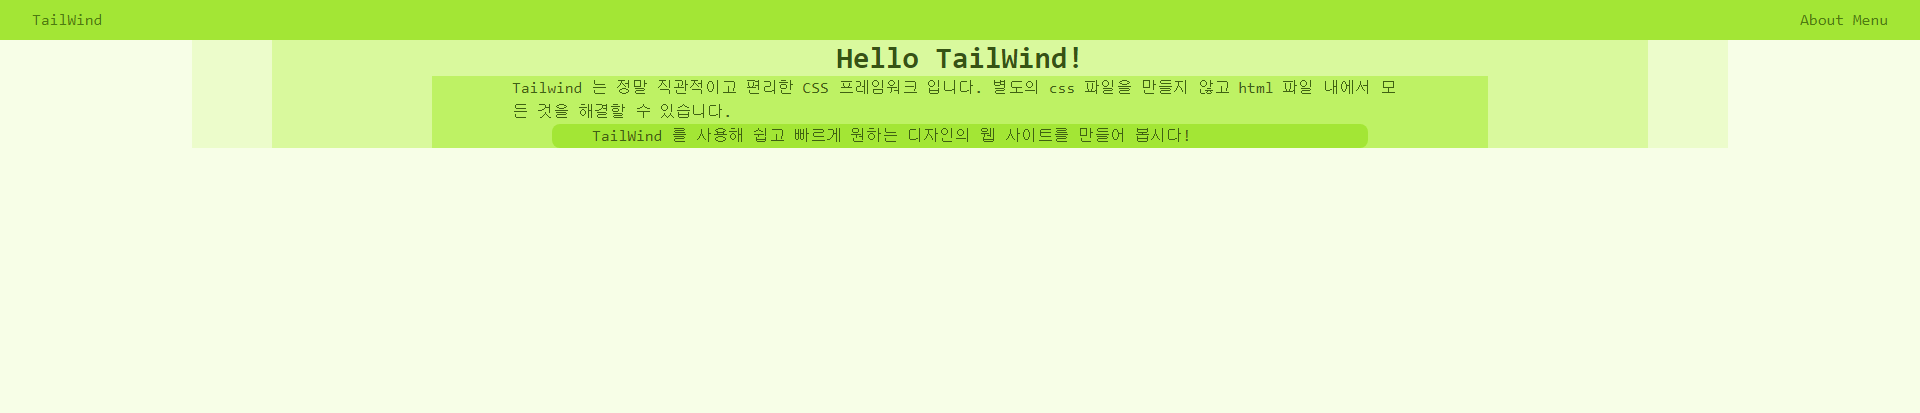 TailWind About Menu
Hello TailWind!
Tailwind 는 정말 직관적이고 편리한 CSS 프레임워크 입니다. 별도의 css 파일을 만들지 않고 html 파일 내에서 모
든 것을 해결할 수 있습니다.
TailWind 를 사용해 쉽고 빠르게 원하는 디자인의 웹 사이트를 만들어 봅시다!